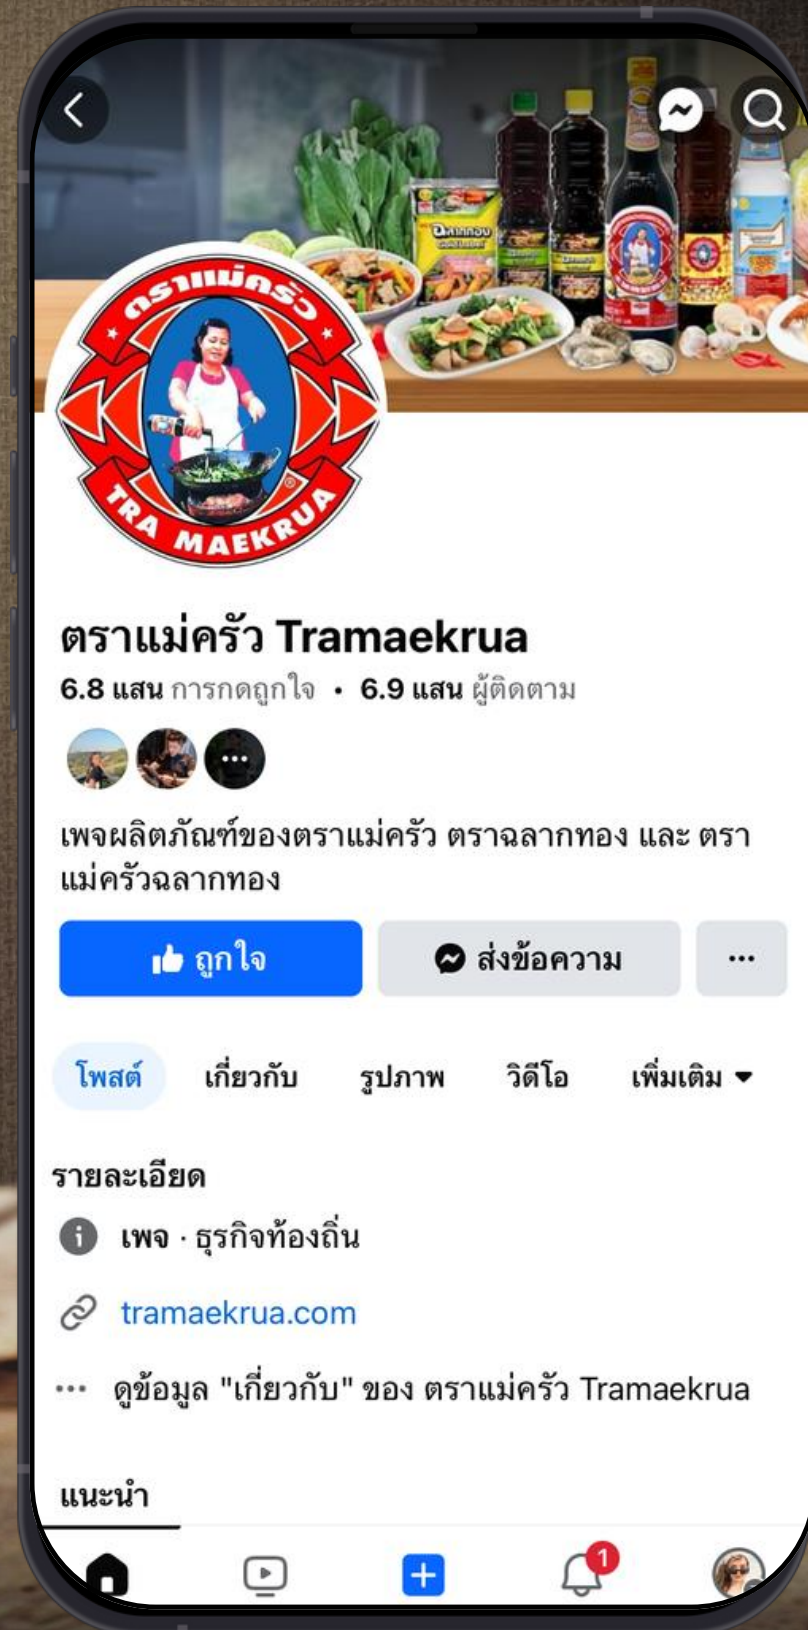 ตราแม่ครัว
TRA MAEKRUA
ฉลากทอง
ตราแม่ครัว Tramaekrua
6.8 แสน การกดถูกใจ • 6.9 แสน ผู้ติดตาม
เพจผลิตภัณฑ์ของตราแม่ครัว ตราฉลากทอง และ ตรา
แม่ครัวฉลากทอง
ถูกใจ
ส่งข้อความ
โพสต์ เกี่ยวกับ รูปภาพ วิดีโอ เพิ่มเติม
รายละเอียด
เพจ · ธุรกิจท้องถิ่น
tramaekrua.com
ดูข้อมูล "เกี่ยวกับ" ของ ตราแม่ครัว Tramaekrua
แนะนำ
1